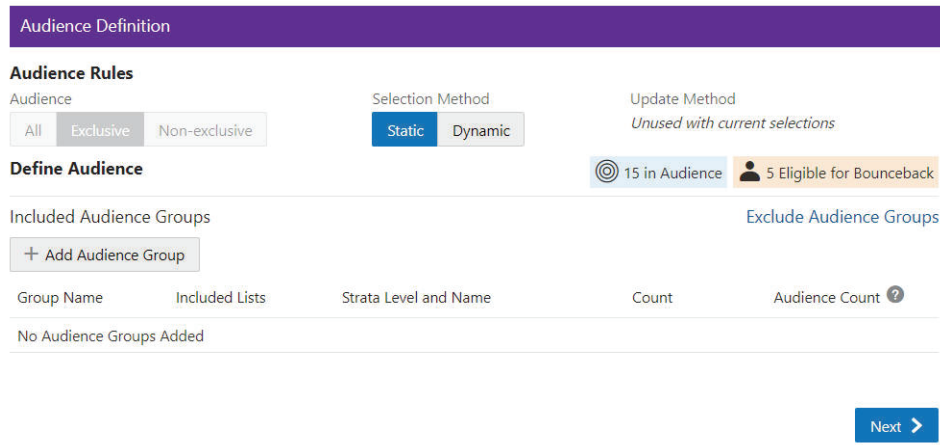 Audience Definition
Audience Rules
Audience Selection Method Update Method
All Exclusive Non-exclusive Static Dynamic Unused with current selections
Define Audience 15 in Audience 5 Eligible for Bounceback
Included Audience Groups Exclude Audience Groups
+ Add Audience Group
Group Name Included Lists Strata Level and Name Count Audience Count ?
No Audience Groups Added
Next